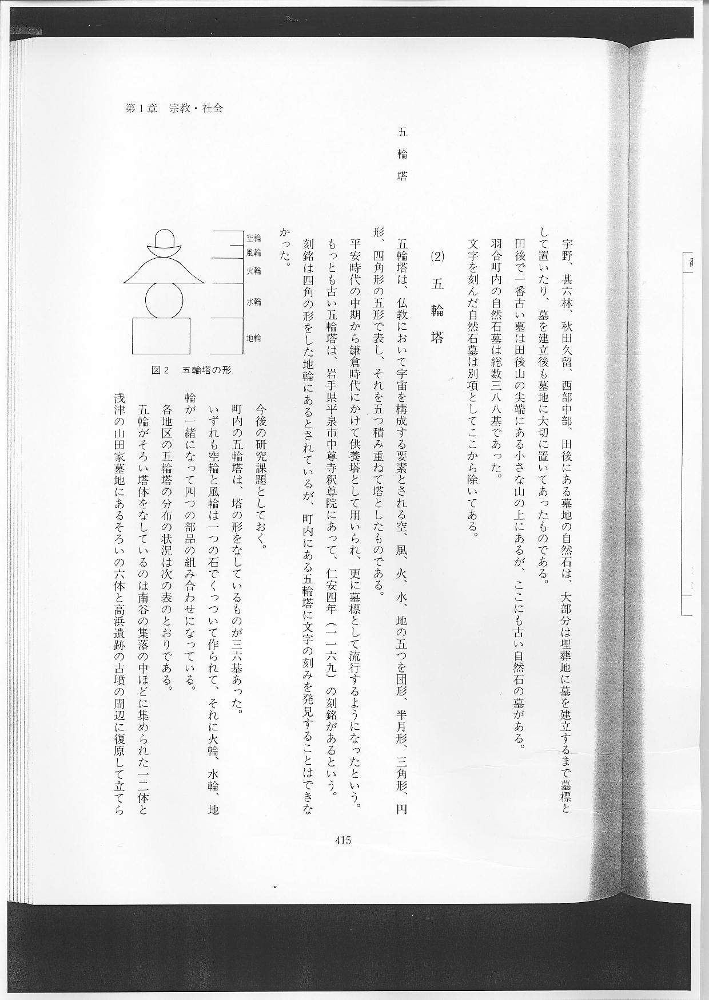 第1章　宗教・社会
宇野、甚六林、秋田久留、西部中部、田後にある墓地の自然石は、大部分は埋葬地に墓を建立するまで墓標と
して置いたり、墓を建立後も墓地に大切に置いてあったものである。
田後で一番古い墓は田後山の尖端にある小さな山の上にあるが、ここにも古い自然石の墓がある。
羽合町内の自然石墓は総数三八八基であった。
文字を刻んだ自然石墓は別項としてここから除いてある。
(2)　五輪塔
五輪塔
五輪塔は、仏教において宇宙を構成する要素とされる空、風、火、水、地の五つを団形、半月形、三角形、円
形、四角形の五形で表し、それを五つ積み重ねて塔としたものである。
平安時代の中期から鎌倉時代にかけて供養塔として用いられ、更に墓標として流行するようになったという。
もっとも古い五輪塔は、岩手県平泉市中尊寺釈尊院にあって、仁安四年（一一六九）の刻銘があるという。
刻銘は四角の形をした地輪にあるとされているが、町内にある五輪塔に文字の刻みを発見することはできな
かった。
今後の研究課題としておく。
町内の五輪塔は、塔の形をなしているものが三六基あった。
いずれも空輪と風輪は一つの石でくっついて作られて、それに火輪、水輪、地
輪が一緒になって四つの部品の組み合わせになっている。
各地区の五輪塔の分布の状況は次の表のとおりである。
五輪がそろい塔体をなしているのは南谷の集落の中ほどに集められた一二体と
浅津の山田家墓地にあるそろいの六体と高浜遺跡の古墳の周辺に復原して立てら
空輪
風輪
火輪
水輪
地輪
図2　五輪塔の形
415